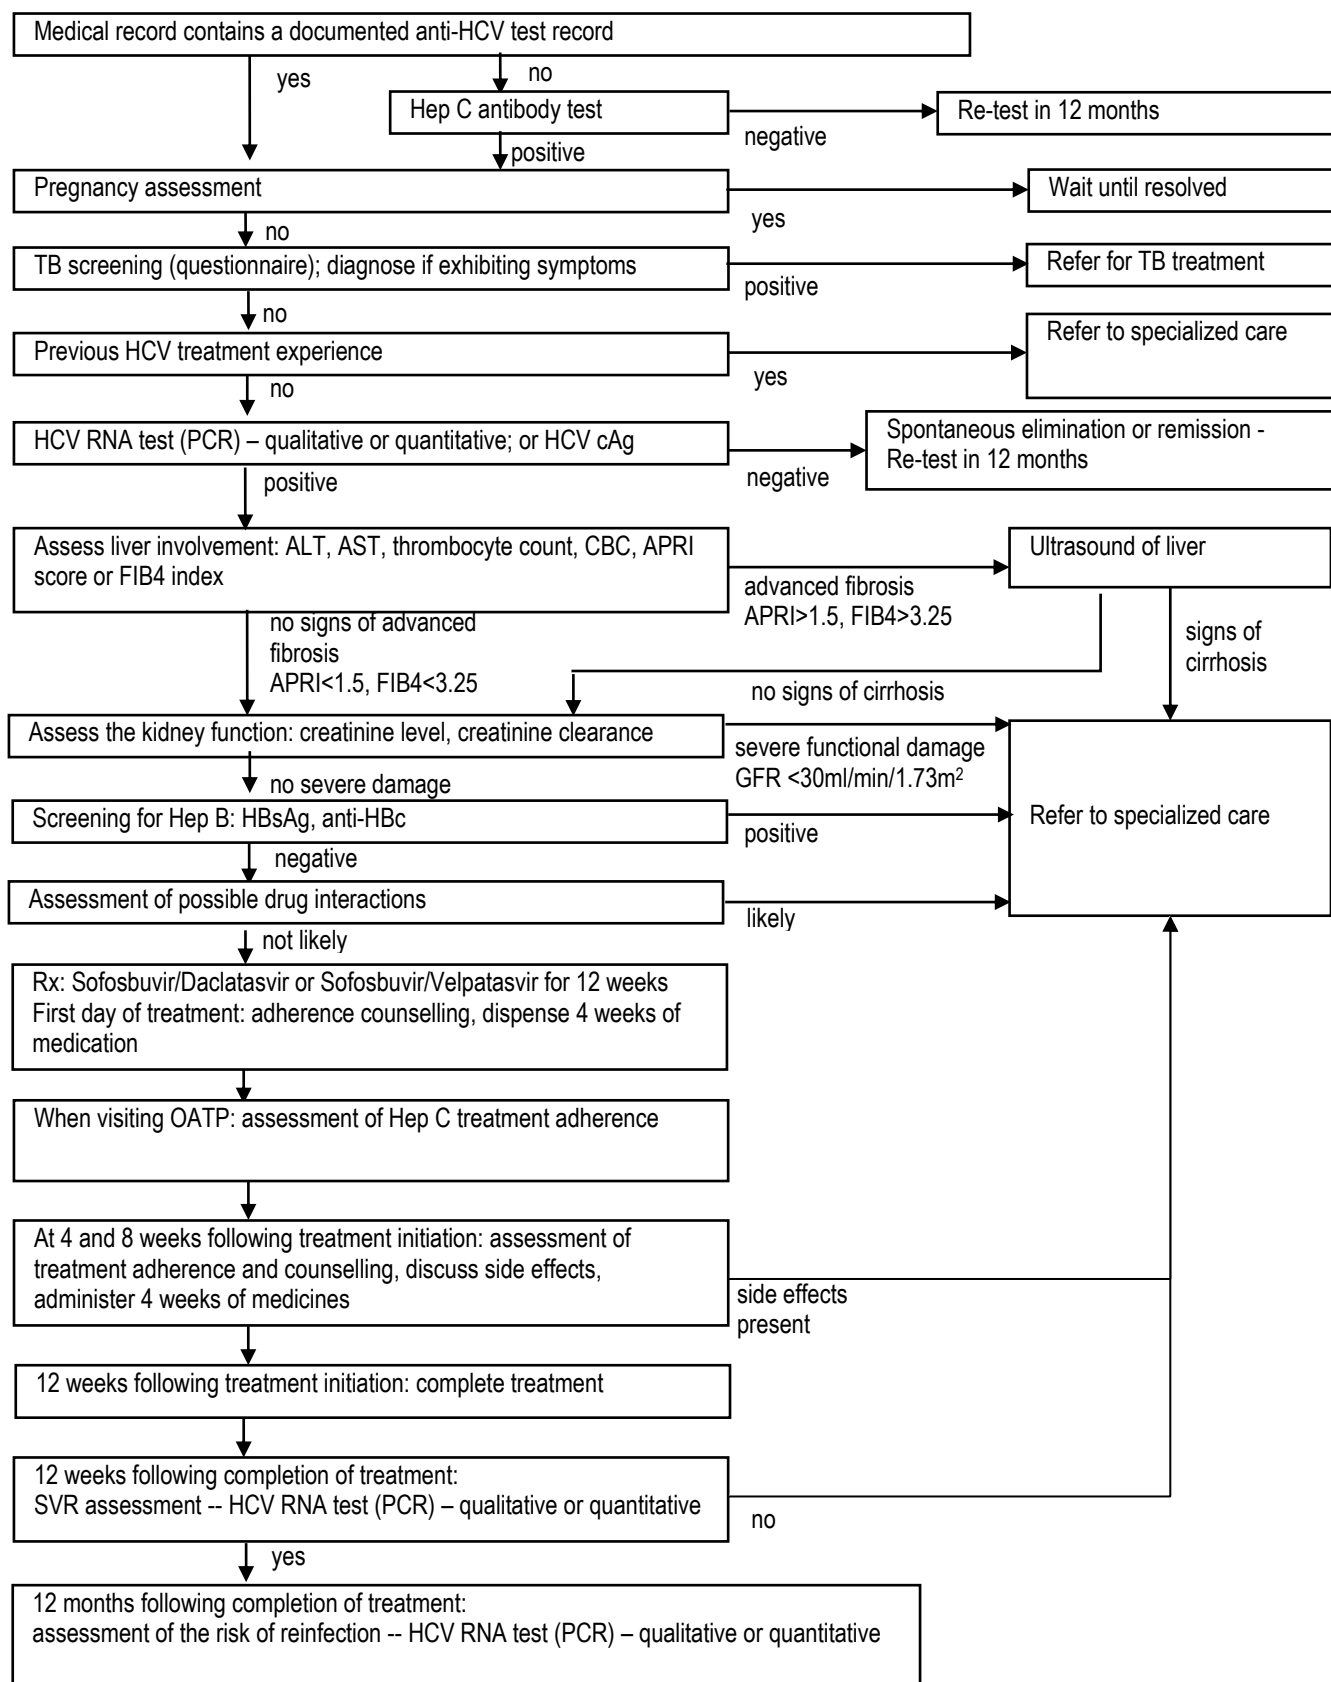 Medical record contains a documented anti-HCV test record
yes
no
Hep C antibody test
negative
Re-test in 12 months
positive
Pregnancy assessment
yes
Wait until resolved
no
TB screening (questionnaire); diagnose if exhibiting symptoms
positive
Refer for TB treatment
no
Previous HCV treatment experience
yes
Refer to specialized care
no
HCV RNA test (PCR) – qualitative or quantitative; or HCV cAg
negative
Spontaneous elimination or remission -
Re-test in 12 months
positive
Assess liver involvement: ALT, AST, thrombocyte count, CBC, APRI
score or FIB4 index
advanced fibrosis
APRI>1.5, FIB4>3.25
Ultrasound of liver
no signs of advanced
fibrosis
APRI<1.5, FIB4<3.25
no signs of cirrhosis
signs of
cirrhosis
Assess the kidney function: creatinine level, creatinine clearance
severe functional damage
GFR <30ml/min/1.73m²
no severe damage
Screening for Hep B: HBsAg, anti-HBc
positive
Refer to specialized care
negative
Assessment of possible drug interactions
likely
not likely
Rx: Sofosbuvir/Daclatasvir or Sofosbuvir/Velpatasvir for 12 weeks
First day of treatment: adherence counselling, dispense 4 weeks of
medication
When visiting OATP: assessment of Hep C treatment adherence
At 4 and 8 weeks following treatment initiation: assessment of
treatment adherence and counselling, discuss side effects,
administer 4 weeks of medicines
side effects
present
12 weeks following treatment initiation: complete treatment
12 weeks following completion of treatment:
SVR assessment -- HCV RNA test (PCR) – qualitative or quantitative
no
yes
12 months following completion of treatment:
assessment of the risk of reinfection -- HCV RNA test (PCR) – qualitative or quantitative